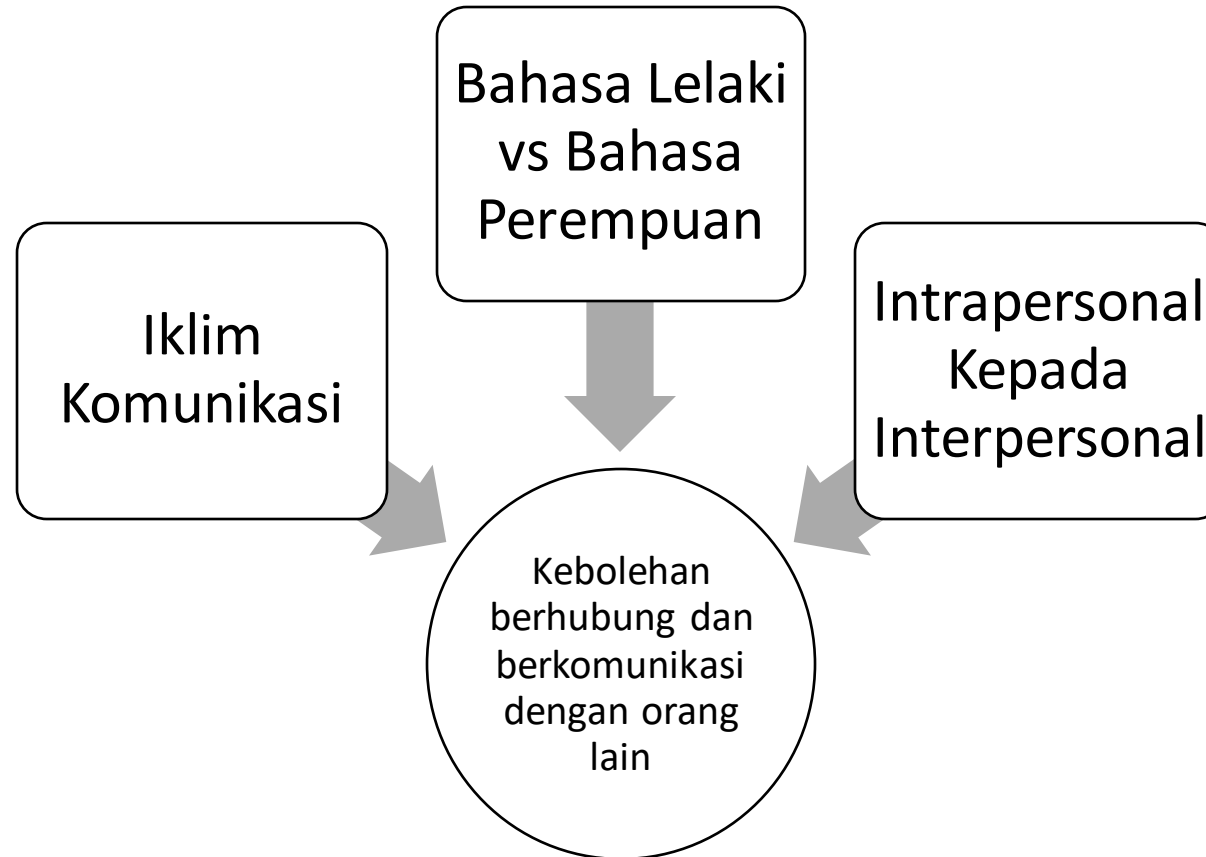 Bahasa Lelaki
vs Bahasa
Perempuan
Iklim
Komunikasi
Intrapersonal
Kepada
Interpersonal
Kebolehan
berhubung dan
berkomunikasi
dengan orang
lain